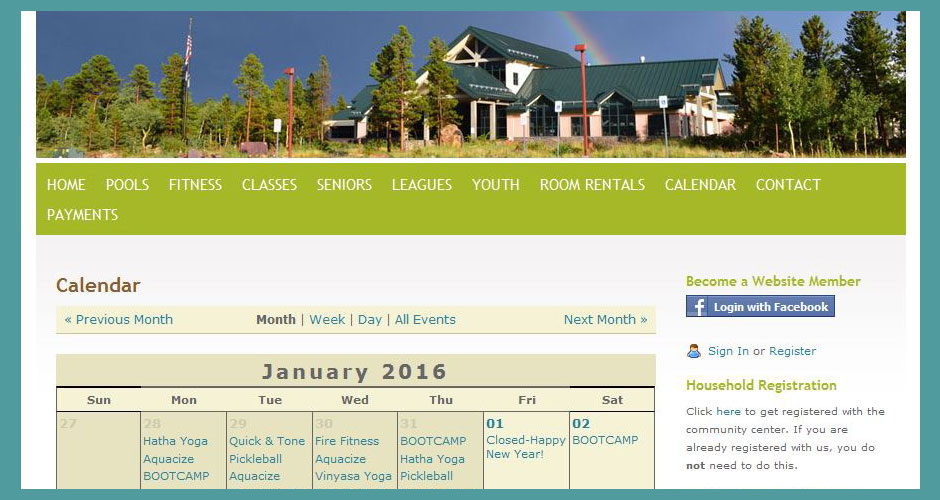 HOME POOLS FITNESS CLASSES SENIORS LEAGUES YOUTH ROOM RENTALS CALENDAR CONTACT
PAYMENTS
Calendar
« Previous Month Month | Week | Day | All Events Next Month »
January 2016
Sun Mon Tue Wed Thu Fri Sat
27 28 29 30 31 01 02
Hatha Yoga Quick & Tone Fire Fitness BOOTCAMP Closed-Happy BOOTCAMP
Aquacize Pickleball Aquacize Hatha Yoga New Year!
BOOTCAMP Aquacize Vinyasa Yoga Pickleball
Become a Website Member
f Login with Facebook
Sign In or Register
Household Registration
Click here to get registered with the
community center. If you are
already registered with us, you do
not need to do this.